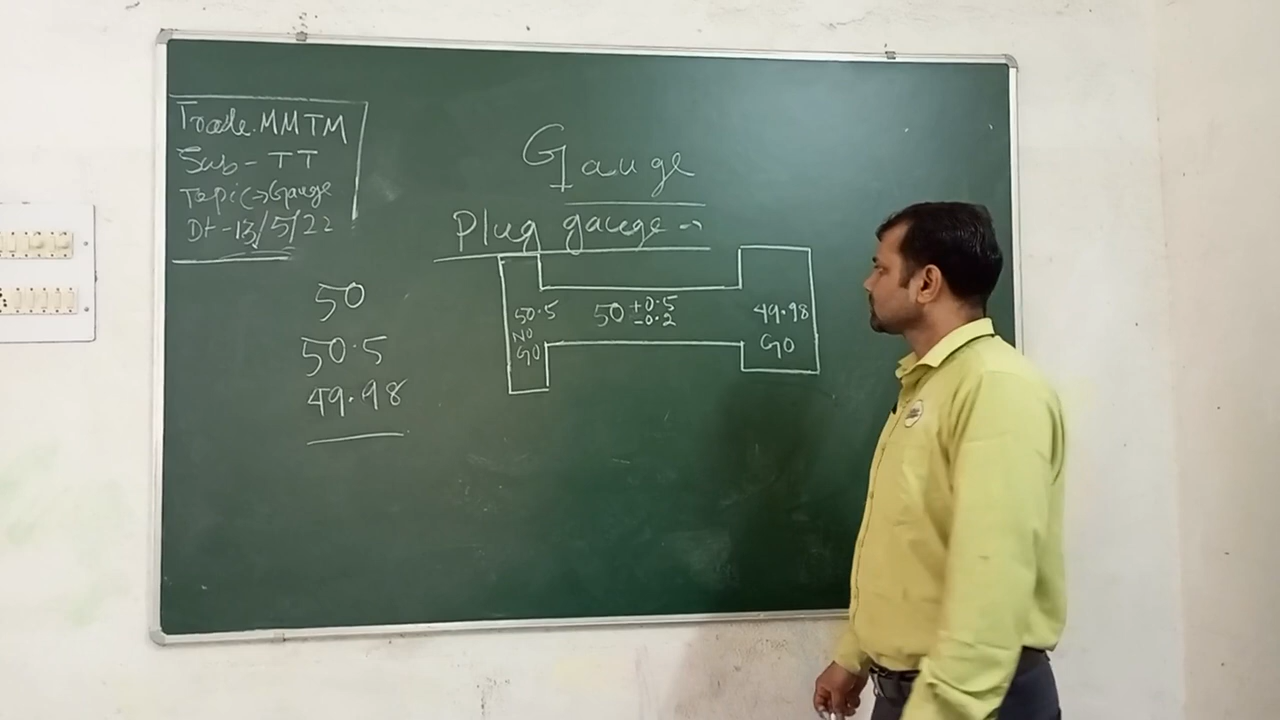 Trade. MMTM
Sub - TT
Topic → Gauge
Dt - 13/5/22
Gauge
Plug gauge →
50
50.5
49.98
50.5
NO
GO
50 +0.5
-0.2
49.98
GO